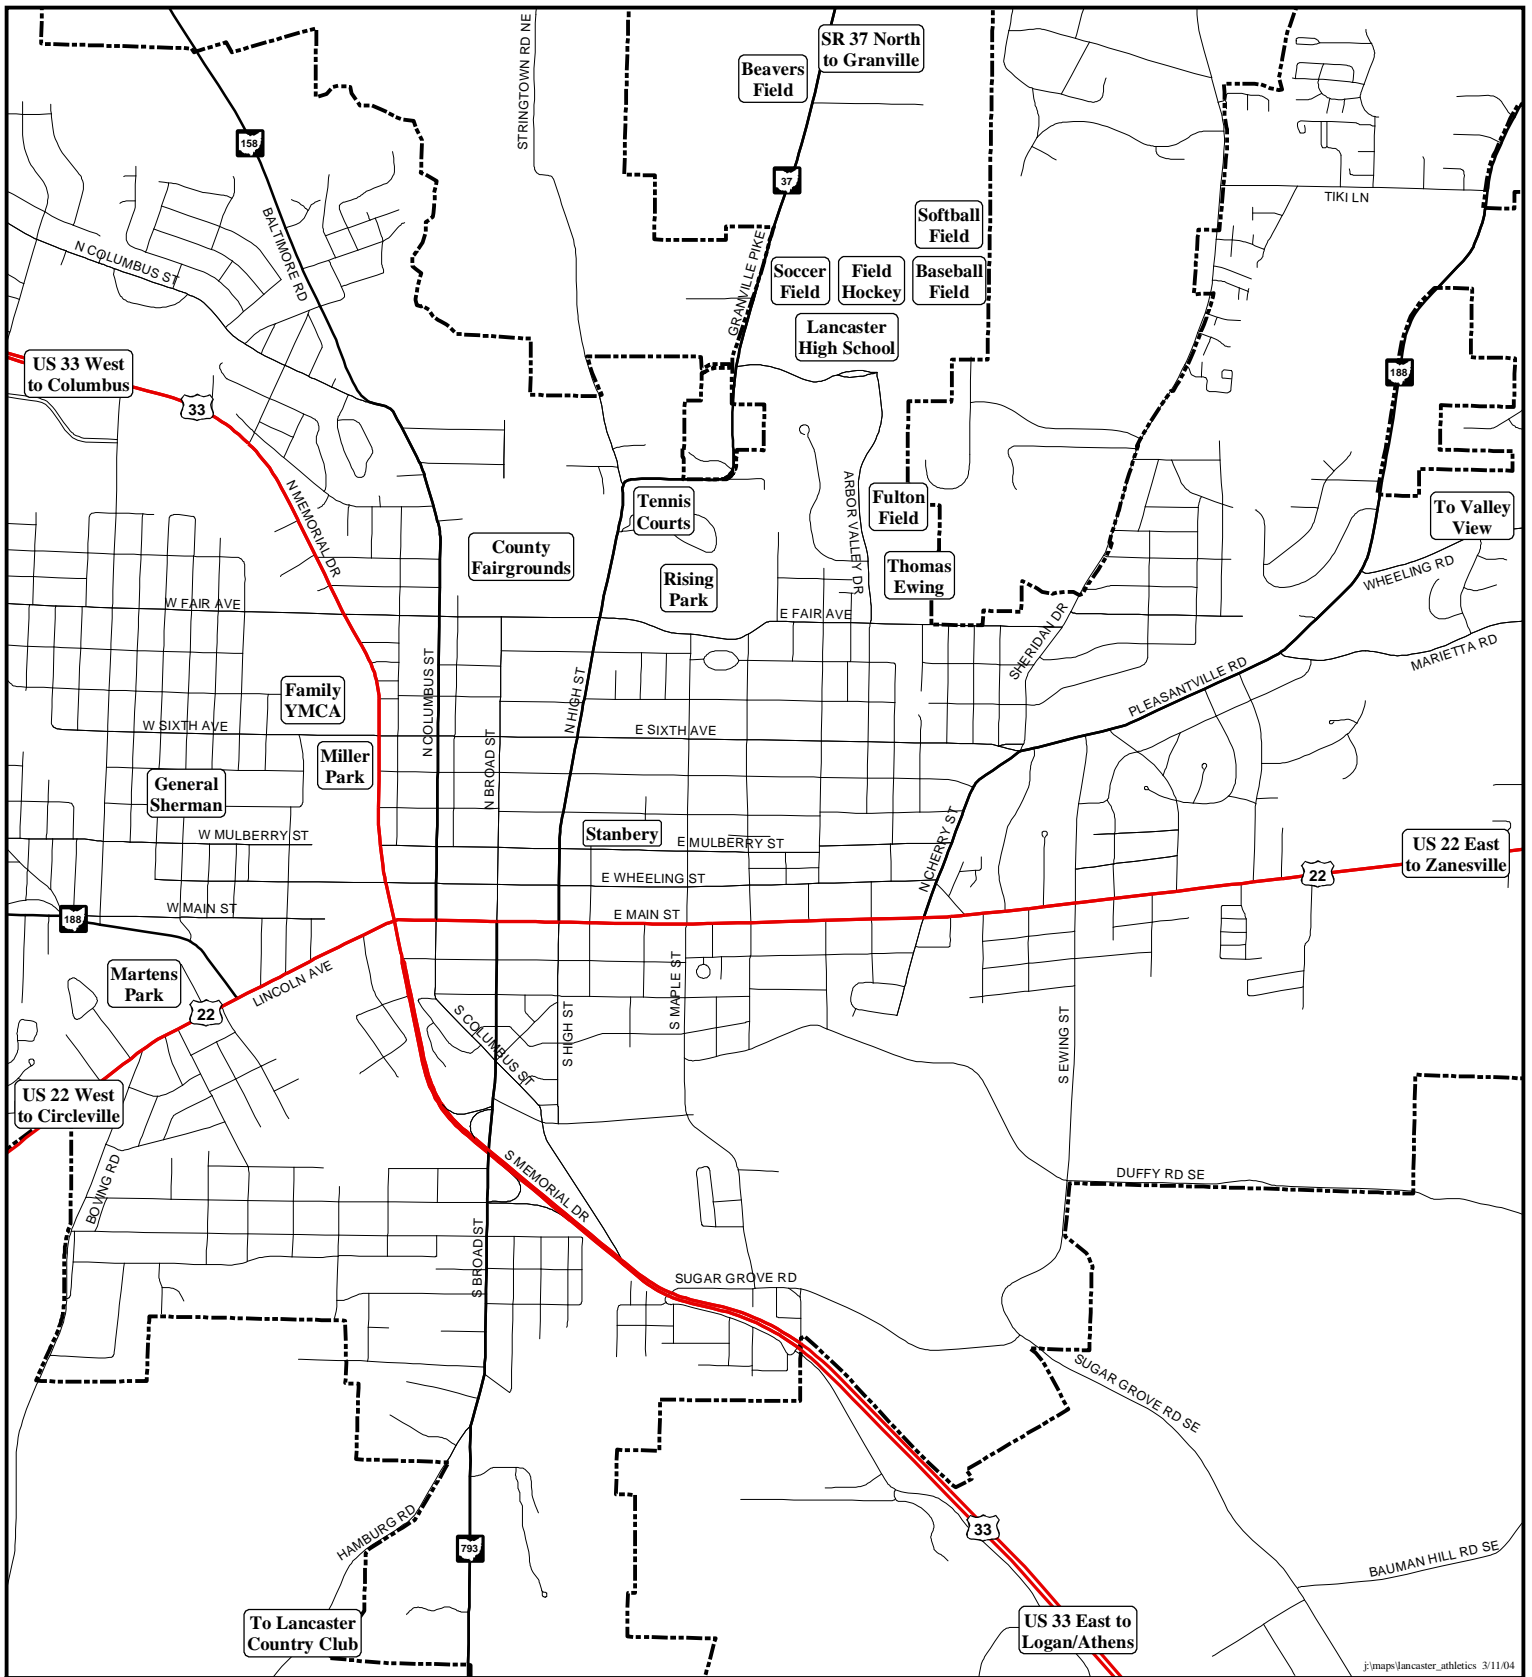 STRINGTOWN RD NE
SR 37 North
to Granville
Beavers
Field
158
37
TIKI LN
BALTIMORE RD
N COLUMBUS ST
Softball
Field
GRANVILLE PIKE
Soccer
Field
Field
Hockey
Baseball
Field
Lancaster
High School
US 33 West
to Columbus
33
188
N MEMORIAL DR
Tennis
Courts
ARBOR VALLEY DR
Fulton
Field
To Valley
View
County
Fairgrounds
Rising
Park
Thomas
Ewing
WHEELING RD
W FAIR AVE
E FAIR AVE
SHERIDAN DR
MARIETTA RD
PLEASANTVILLE RD
Family
YMCA
N COLUMBUS ST
N HIGH ST
W SIXTH AVE
E SIXTH AVE
N BROAD ST
Miller
Park
General
Sherman
Stanbery
W MULBERRY ST
E MULBERRY ST
N CHERRY ST
US 22 East
to Zanesville
22
E WHEELING ST
W MAIN ST
E MAIN ST
188
Martens
Park
LINCOLN AVE
22
S MAPLE ST
S COLUMBUS ST
S HIGH ST
S EWING ST
US 22 West
to Circleville
BOVING RD
S MEMORIAL DR
DUFFY RD SE
S BROAD ST
SUGAR GROVE RD
SUGAR GROVE RD SE
HAMBURG RD
793
33
BAUMAN HILL RD SE
To Lancaster
Country Club
US 33 East to
Logan/Athens
j:\maps\lancaster_athletics 3/11/04